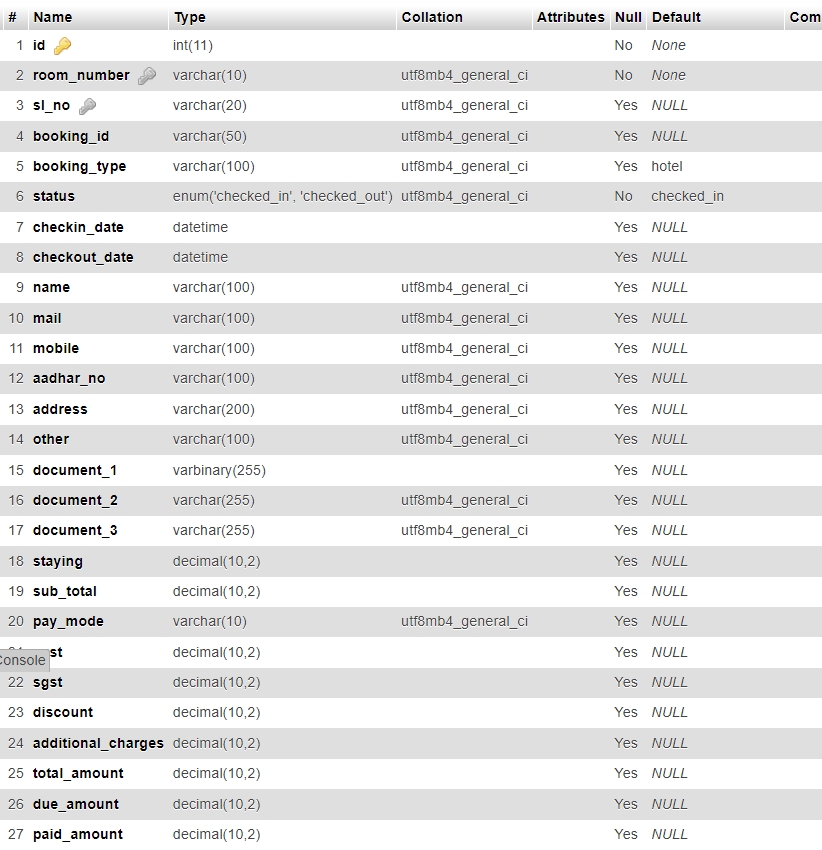 # Name Type Collation Attributes Null Default Com
1 id int(11) No None
2 room_number varchar(10) utf8mb4_general_ci No None
3 sl_no varchar(20) utf8mb4_general_ci Yes NULL
4 booking_id varchar(50) utf8mb4_general_ci Yes NULL
5 booking_type varchar(100) utf8mb4_general_ci Yes hotel
6 status enum('checked_in', 'checked_out') utf8mb4_general_ci No checked_in
7 checkin_date datetime Yes NULL
8 checkout_date datetime Yes NULL
9 name varchar(100) utf8mb4_general_ci Yes NULL
10 mail varchar(100) utf8mb4_general_ci Yes NULL
11 mobile varchar(100) utf8mb4_general_ci Yes NULL
12 aadhar_no varchar(100) utf8mb4_general_ci Yes NULL
13 address varchar(200) utf8mb4_general_ci Yes NULL
14 other varchar(100) utf8mb4_general_ci Yes NULL
15 document_1 varbinary(255) Yes NULL
16 document_2 varchar(255) utf8mb4_general_ci Yes NULL
17 document_3 varchar(255) utf8mb4_general_ci Yes NULL
18 staying decimal(10,2) Yes NULL
19 sub_total decimal(10,2) Yes NULL
20 pay_mode varchar(10) utf8mb4_general_ci Yes NULL
st decimal(10,2) Yes NULL
Console
22 sgst decimal(10,2) Yes NULL
23 discount decimal(10,2) Yes NULL
24 additional_charges decimal(10,2) Yes NULL
25 total_amount decimal(10,2) Yes NULL
26 due_amount decimal(10,2) Yes NULL
27 paid_amount decimal(10,2) Yes NULL